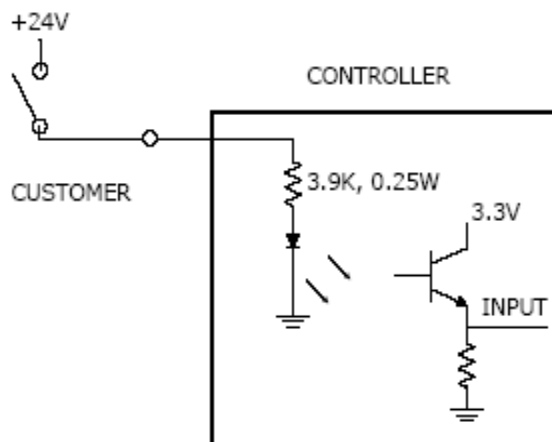 +24V
CONTROLLER
CUSTOMER
3.9K, 0.25W
3.3V
INPUT